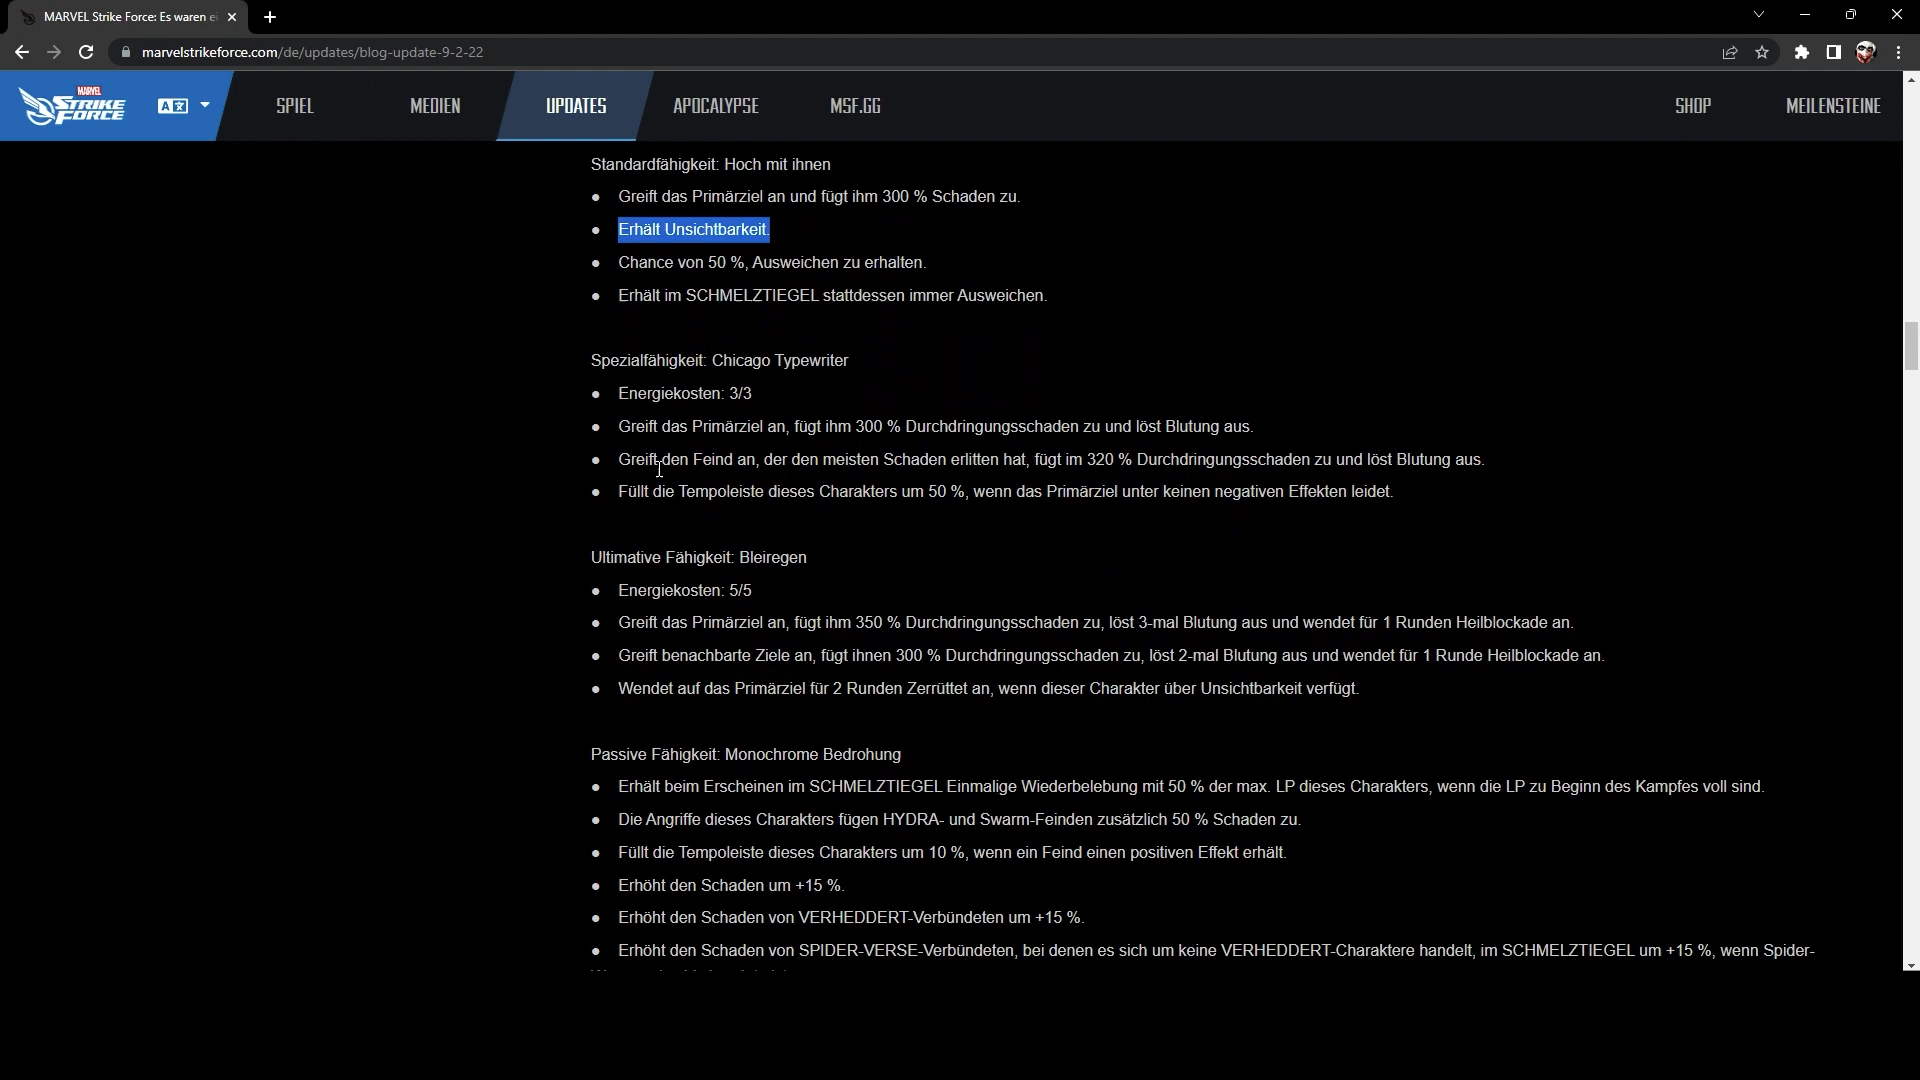 MARVEL Strike Force: Es waren ei
marvelstrikeforce.com/de/updates/blog-update-9-2-22
MARVEL
STRIKE
FORCE
SPIEL
MEDIEN
UPDATES
APOCALYPSE
MSF.GG
SHOP
MEILENSTEINE
Standardfähigkeit: Hoch mit ihnen
● Greift das Primärziel an und fügt ihm 300 % Schaden zu.
● Erhält Unsichtbarkeit.
● Chance von 50 %, Ausweichen zu erhalten.
● Erhält im SCHMELZTIEGEL stattdessen immer Ausweichen.
Spezialfähigkeit: Chicago Typewriter
● Energiekosten: 3/3
● Greift das Primärziel an, fügt ihm 300 % Durchdringungsschaden zu und löst Blutung aus.
● Greift den Feind an, der den meisten Schaden erlitten hat, fügt im 320 % Durchdringungsschaden zu und löst Blutung aus.
● Füllt die Tempoleiste dieses Charakters um 50 %, wenn das Primärziel unter keinen negativen Effekten leidet.
Ultimative Fähigkeit: Bleiregen
● Energiekosten: 5/5
● Greift das Primärziel an, fügt ihm 350 % Durchdringungsschaden zu, löst 3-mal Blutung aus und wendet für 1 Runden Heilblockade an.
● Greift benachbarte Ziele an, fügt ihnen 300 % Durchdringungsschaden zu, löst 2-mal Blutung aus und wendet für 1 Runde Heilblockade an.
● Wendet auf das Primärziel für 2 Runden Zerrüttet an, wenn dieser Charakter über Unsichtbarkeit verfügt.
Passive Fähigkeit: Monochrome Bedrohung
● Erhält beim Erscheinen im SCHMELZTIEGEL Einmalige Wiederbelebung mit 50 % der max. LP dieses Charakters, wenn die LP zu Beginn des Kampfes voll sind.
● Die Angriffe dieses Charakters fügen HYDRA- und Swarm-Feinden zusätzlich 50 % Schaden zu.
● Füllt die Tempoleiste dieses Charakters um 10 %, wenn ein Feind einen positiven Effekt erhält.
● Erhöht den Schaden um +15 %.
● Erhöht den Schaden von VERHEDDERT-Verbündeten um +15 %.
● Erhöht den Schaden von SPIDER-VERSE-Verbündeten, bei denen es sich um keine VERHEDDERT-Charaktere handelt, im SCHMELZTIEGEL um +15 %, wenn Spider-